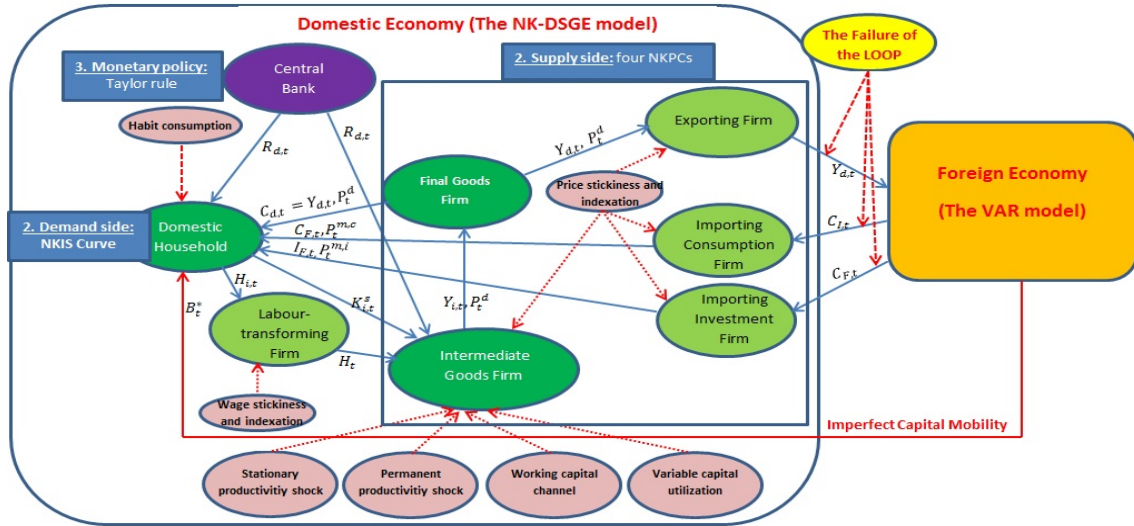 Domestic Economy (The NK-DSGE model)
The Failure of
the LOOP
3. Monetary policy:
Taylor rule
Central
Bank
2. Supply side: four NKPCs
Habit consumption
R_{d,t}
R_{d,t}
Exporting Firm
Y_{d,t}, P_t^d
Y_{d,t}
Foreign Economy
(The VAR model)
Final Goods
Firm
Price stickiness and
indexation
C_{d,t} = Y_{d,t}, P_t^d
2. Demand side:
NKIS Curve
Domestic
Household
C_{F,t}, P_t^{m,c}
I_{F,t}, P_t^{m,i}
Importing
Consumption
Firm
C_{I,t}
C_{F,t}
H_{i,t}
K_{i,t}^s
Y_{i,t}, P_t^d
B_t^*
Labour-
transforming
Firm
Importing
Investment
Firm
H_t
Intermediate
Goods Firm
Wage stickiness
and indexation
Imperfect Capital Mobility
Stationary
productivitiy shock
Permanent
productivitiy shock
Working capital
channel
Variable capital
utilization